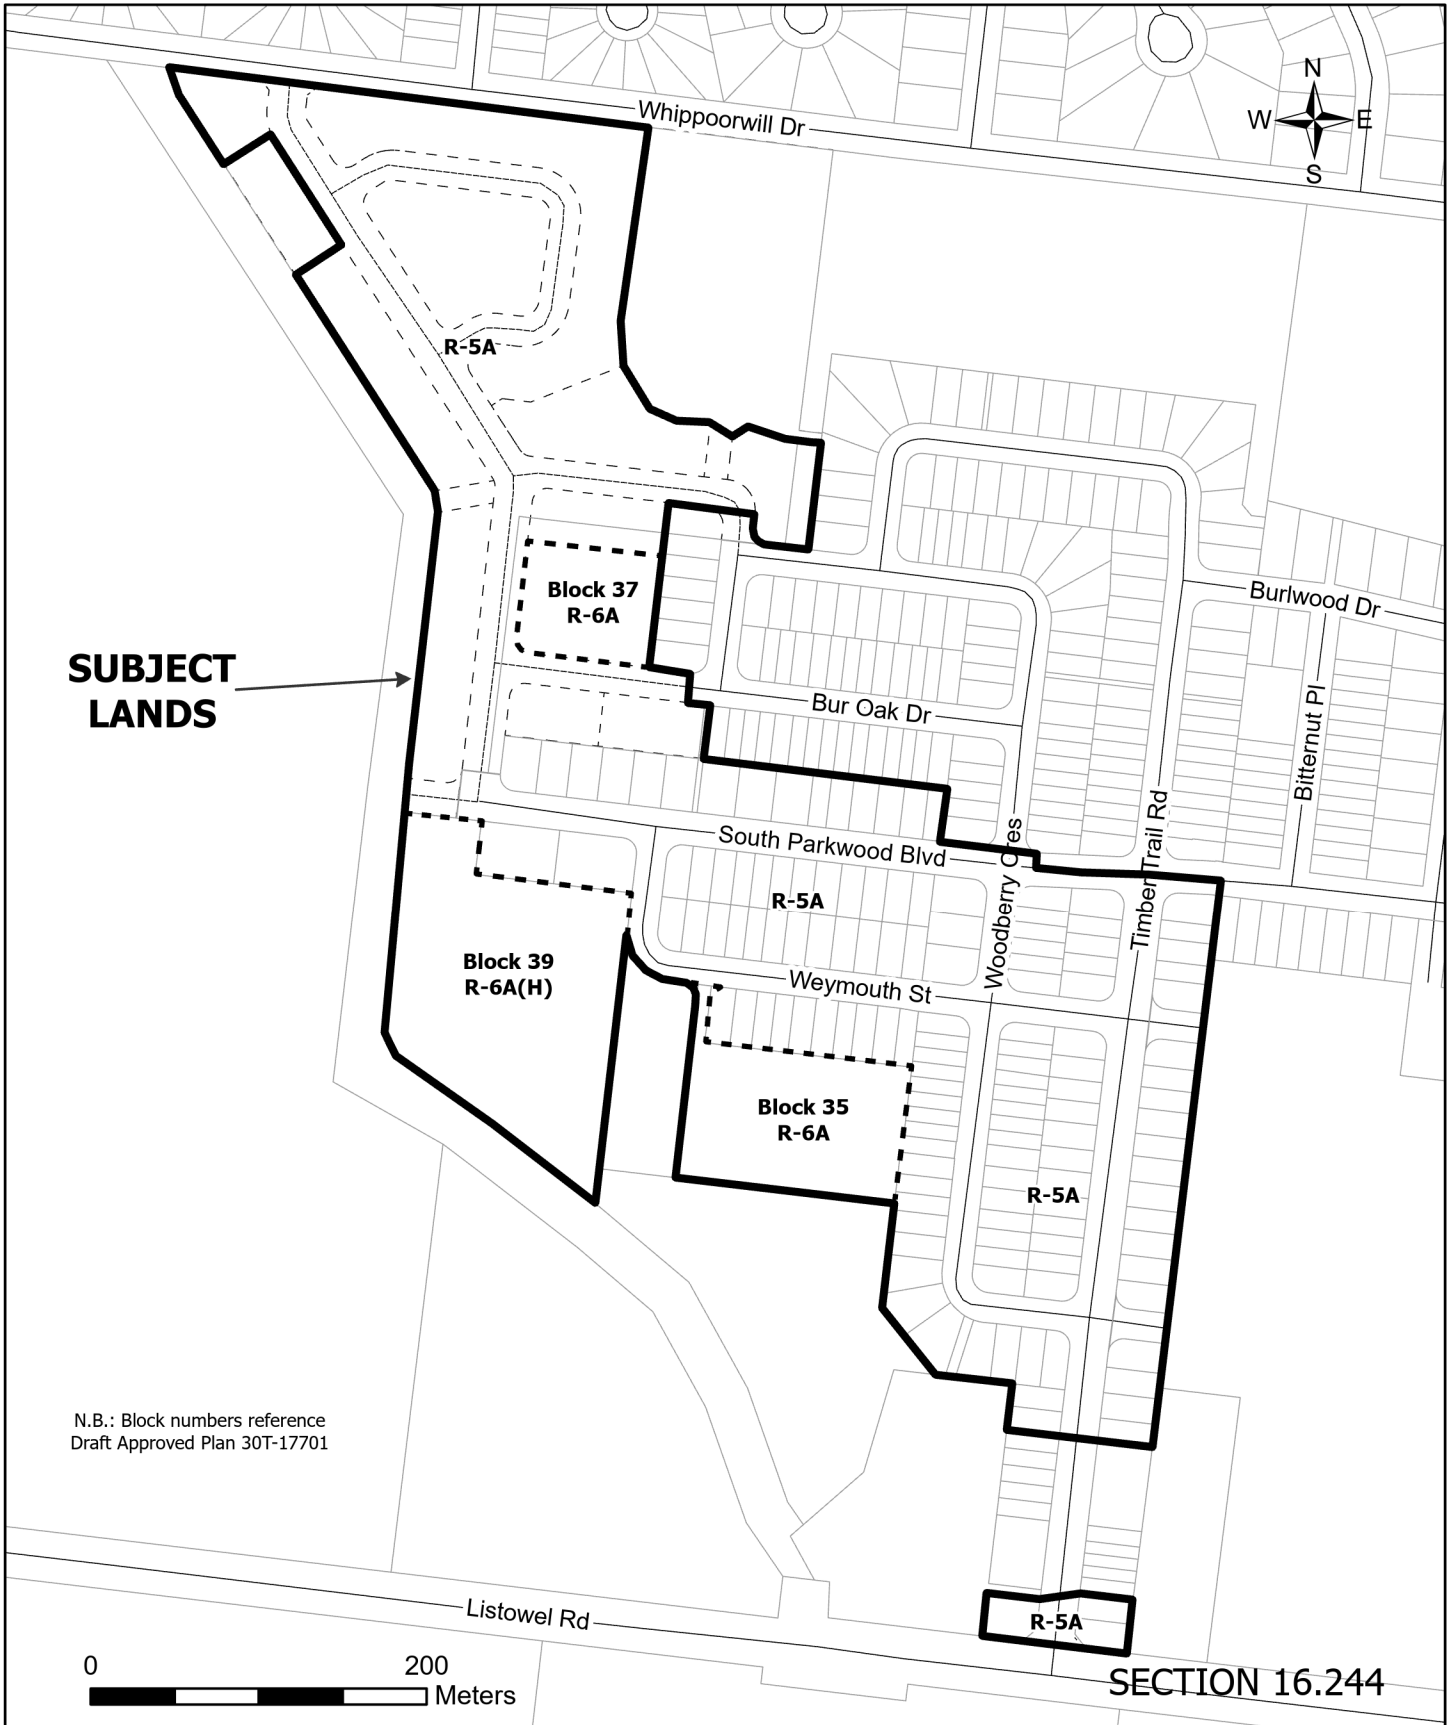 Whippoorwill Dr
N
W
E
S
R-5A
Block 37
R-6A
Burlwood Dr
SUBJECT
LANDS
Bur Oak Dr
Bitternut Pl
South Parkwood Blvd
Woodberry Cres
Timber Trail Rd
R-5A
Block 39
R-6A(H)
Weymouth St
Block 35
R-6A
R-5A
N.B.: Block numbers reference
Draft Approved Plan 30T-17701
Listowel Rd
R-5A
0
200
Meters
SECTION 16.244